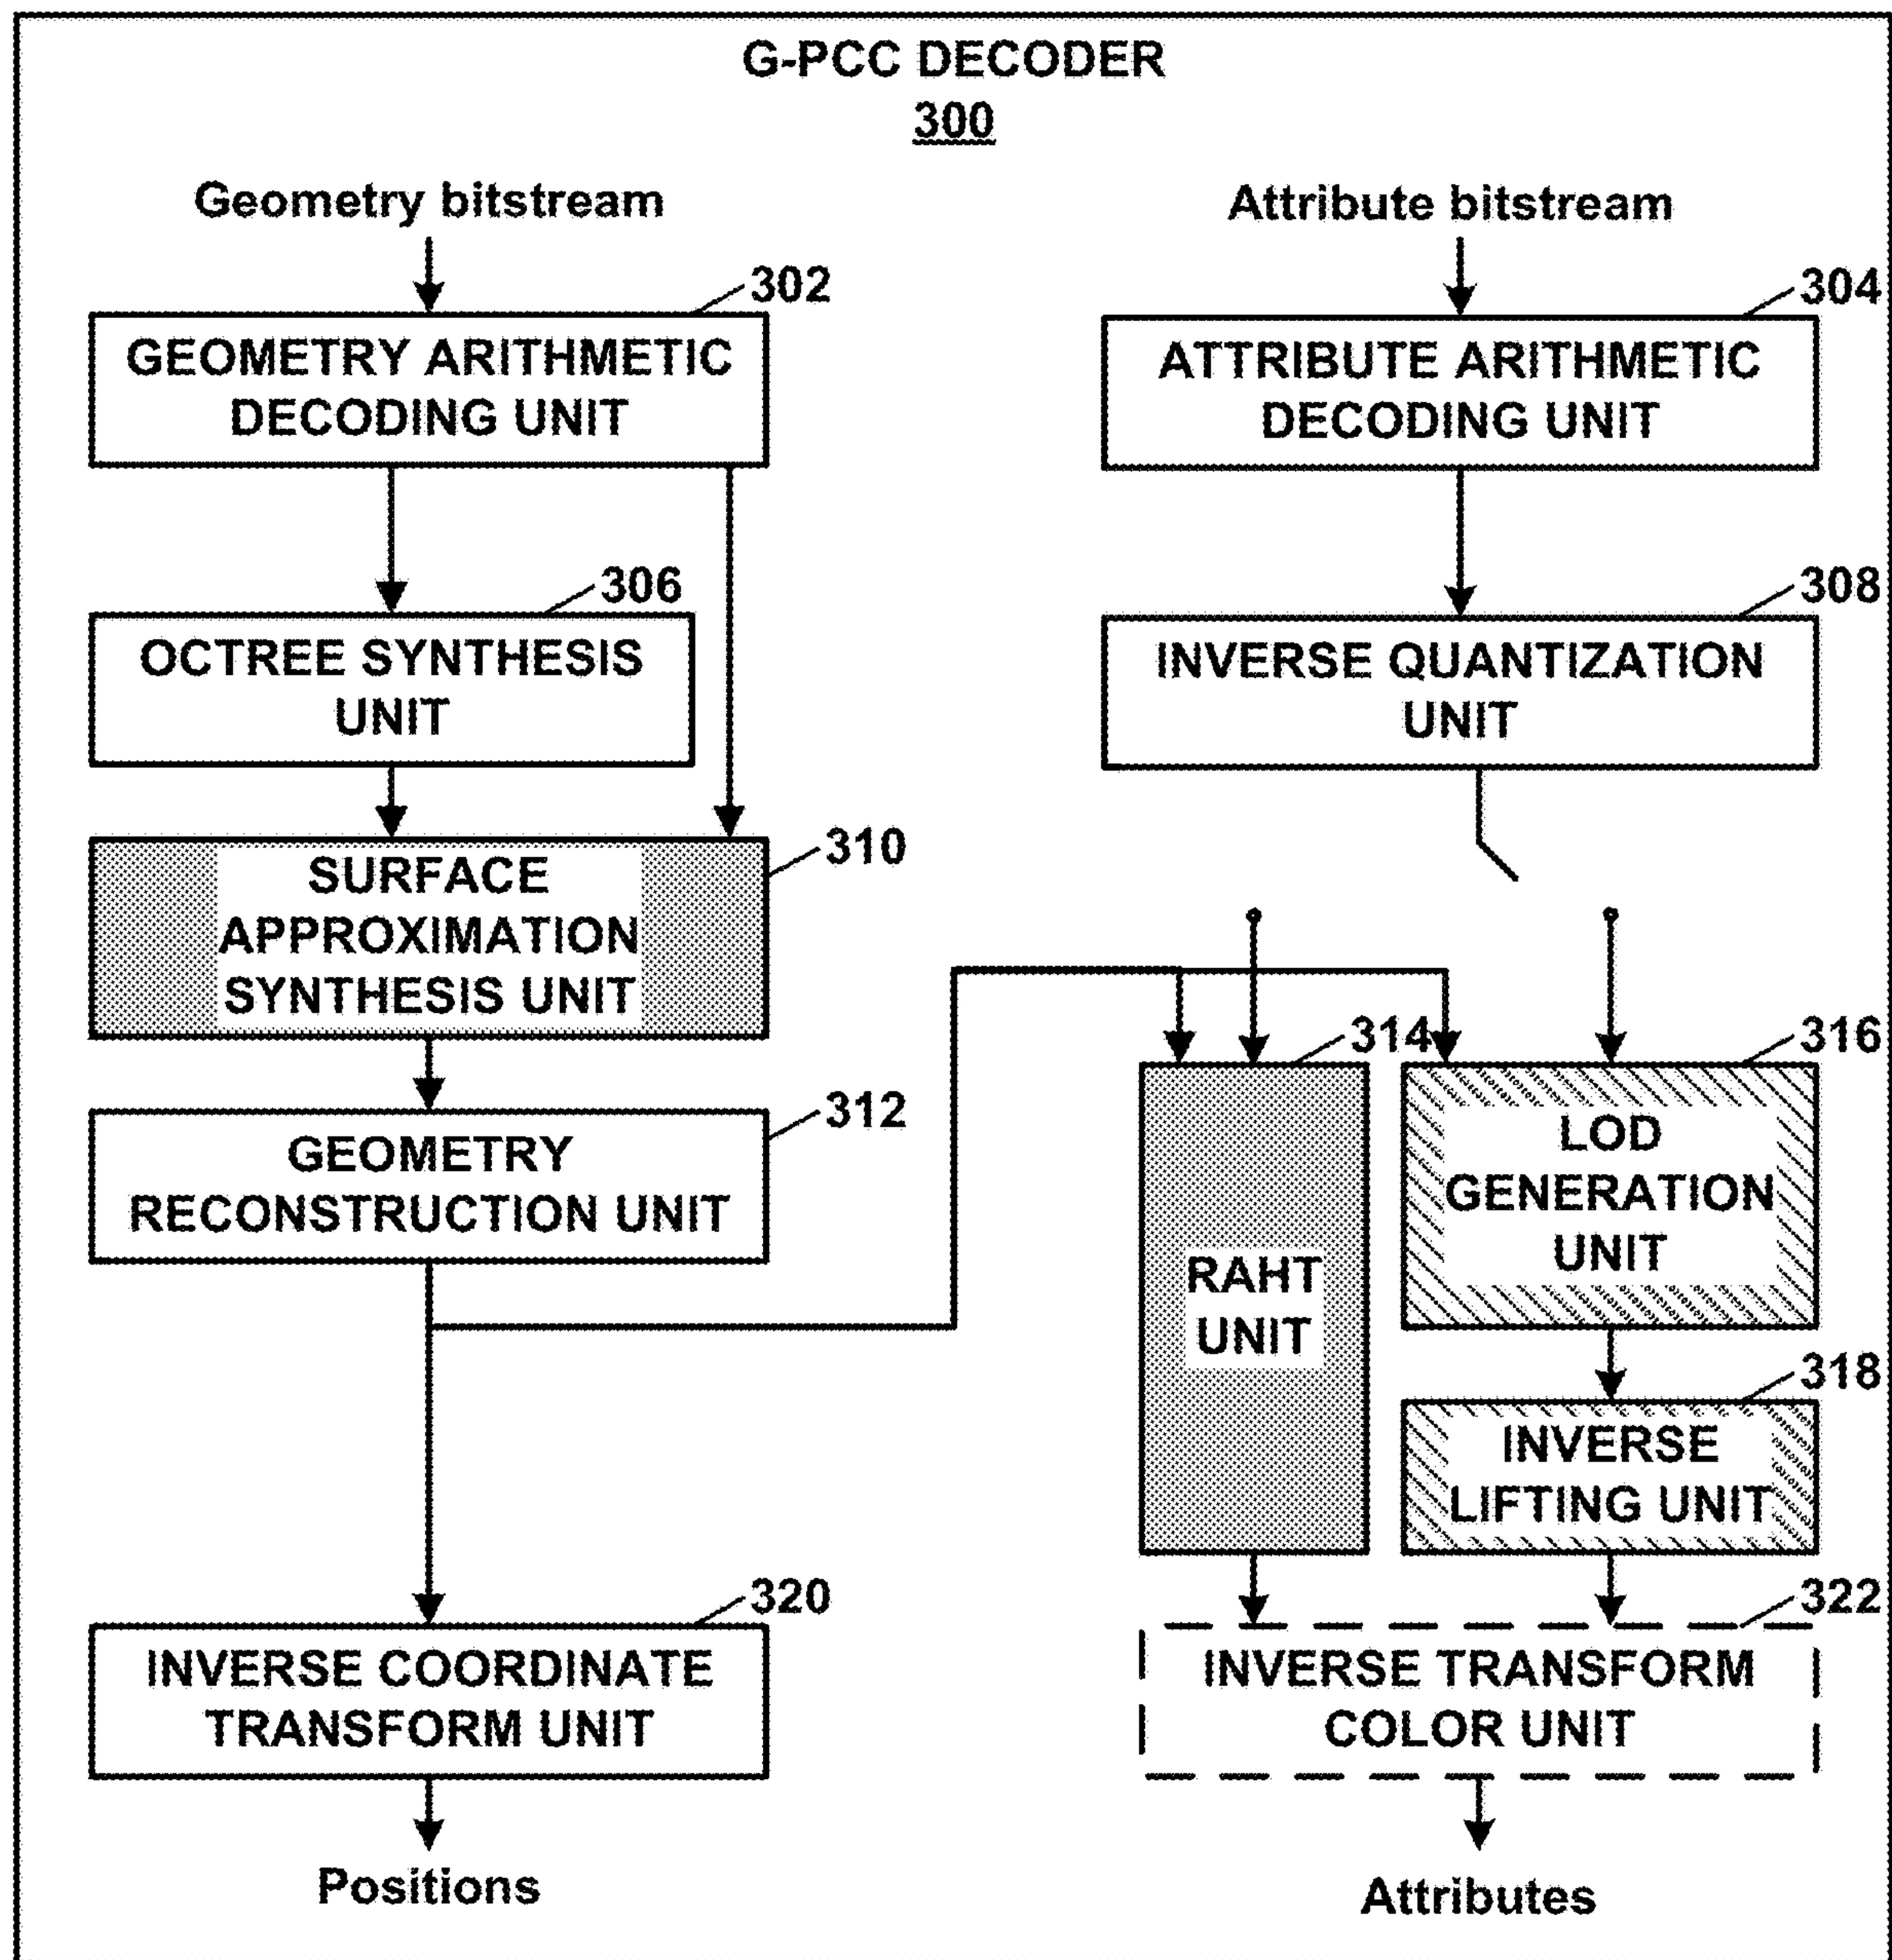 G-PCC DECODER
300
Geometry bitstream
Attribute bitstream
302
GEOMETRY ARITHMETIC
DECODING UNIT
304
ATTRIBUTE ARITHMETIC
DECODING UNIT
306
OCTREE SYNTHESIS
UNIT
308
INVERSE QUANTIZATION
UNIT
310
SURFACE
APPROXIMATION
SYNTHESIS UNIT
312
GEOMETRY
RECONSTRUCTION UNIT
314
RAHT
UNIT
316
LOD
GENERATION
UNIT
318
INVERSE
LIFTING UNIT
320
INVERSE COORDINATE
TRANSFORM UNIT
322
INVERSE TRANSFORM
COLOR UNIT
Positions
Attributes